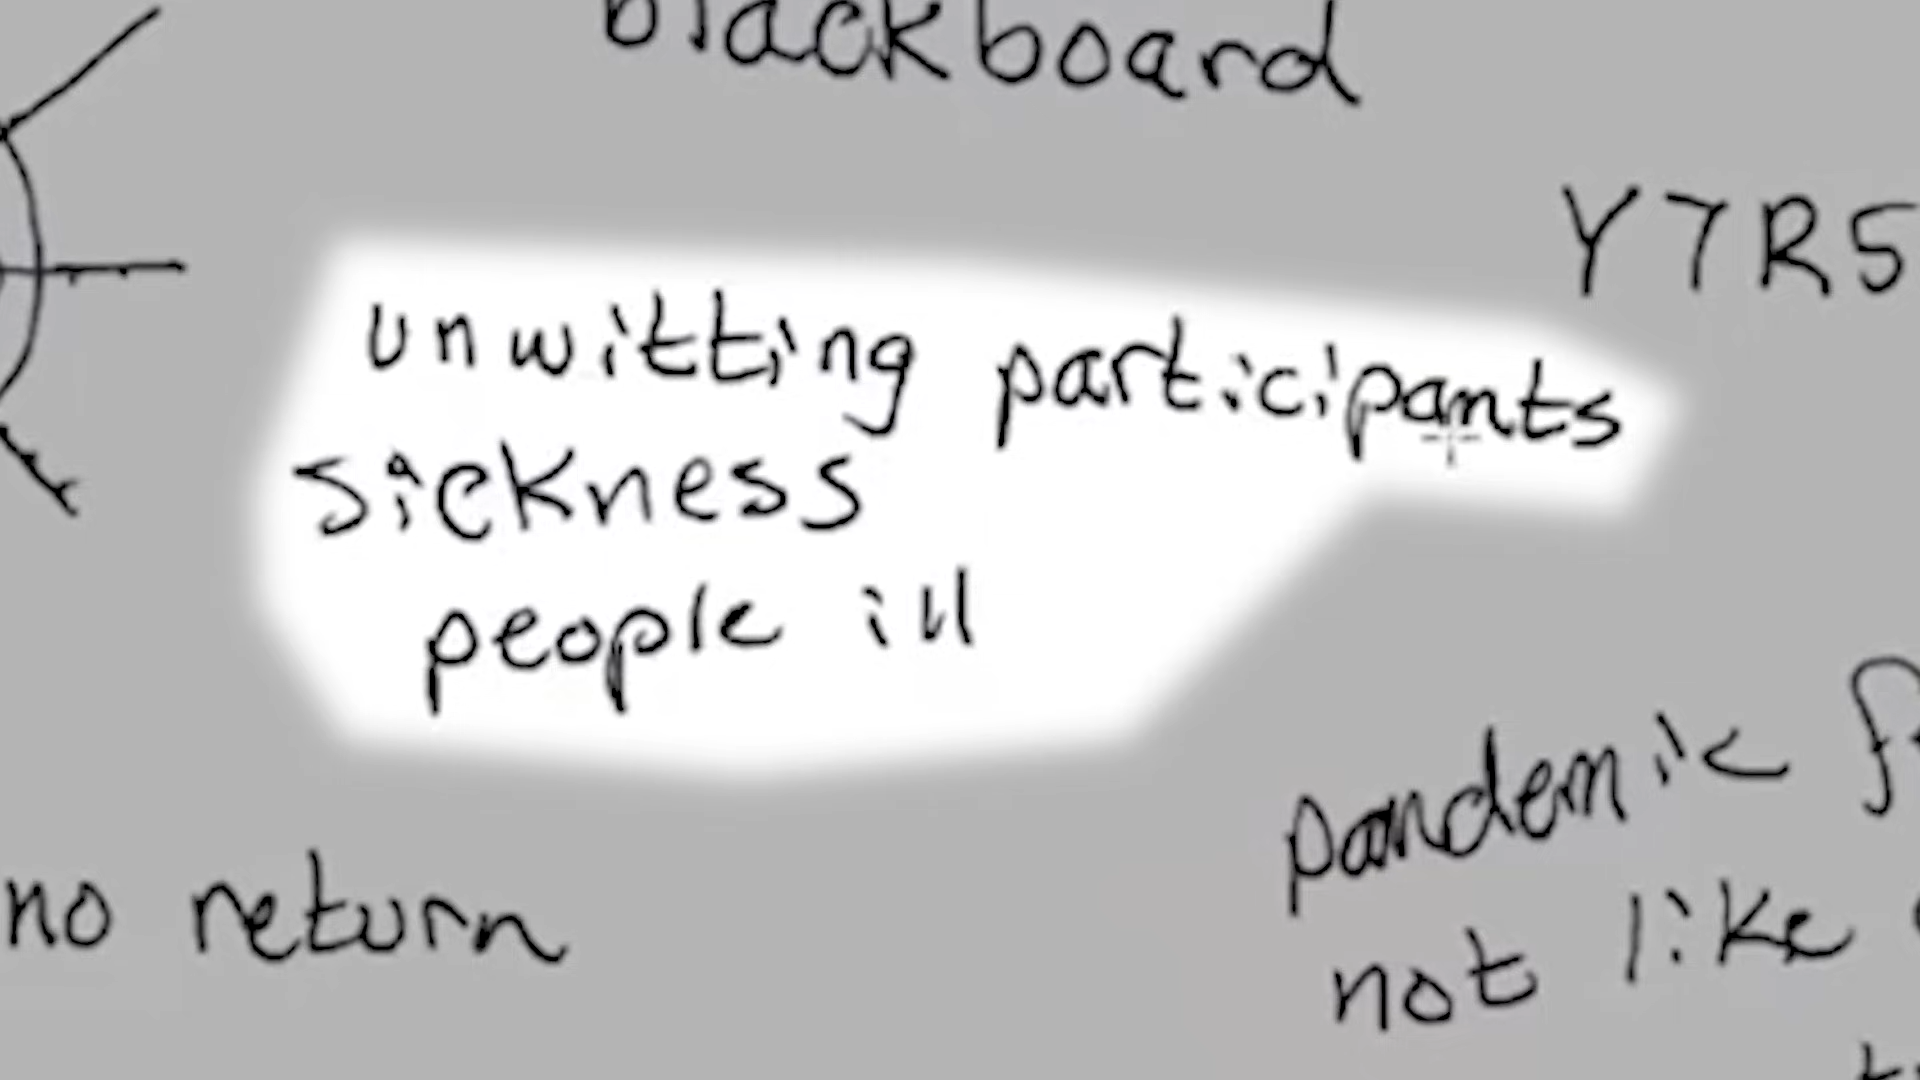 blackboard
Y7R5
unwitting participants
sickness
people ill
pandemic
no return
not like